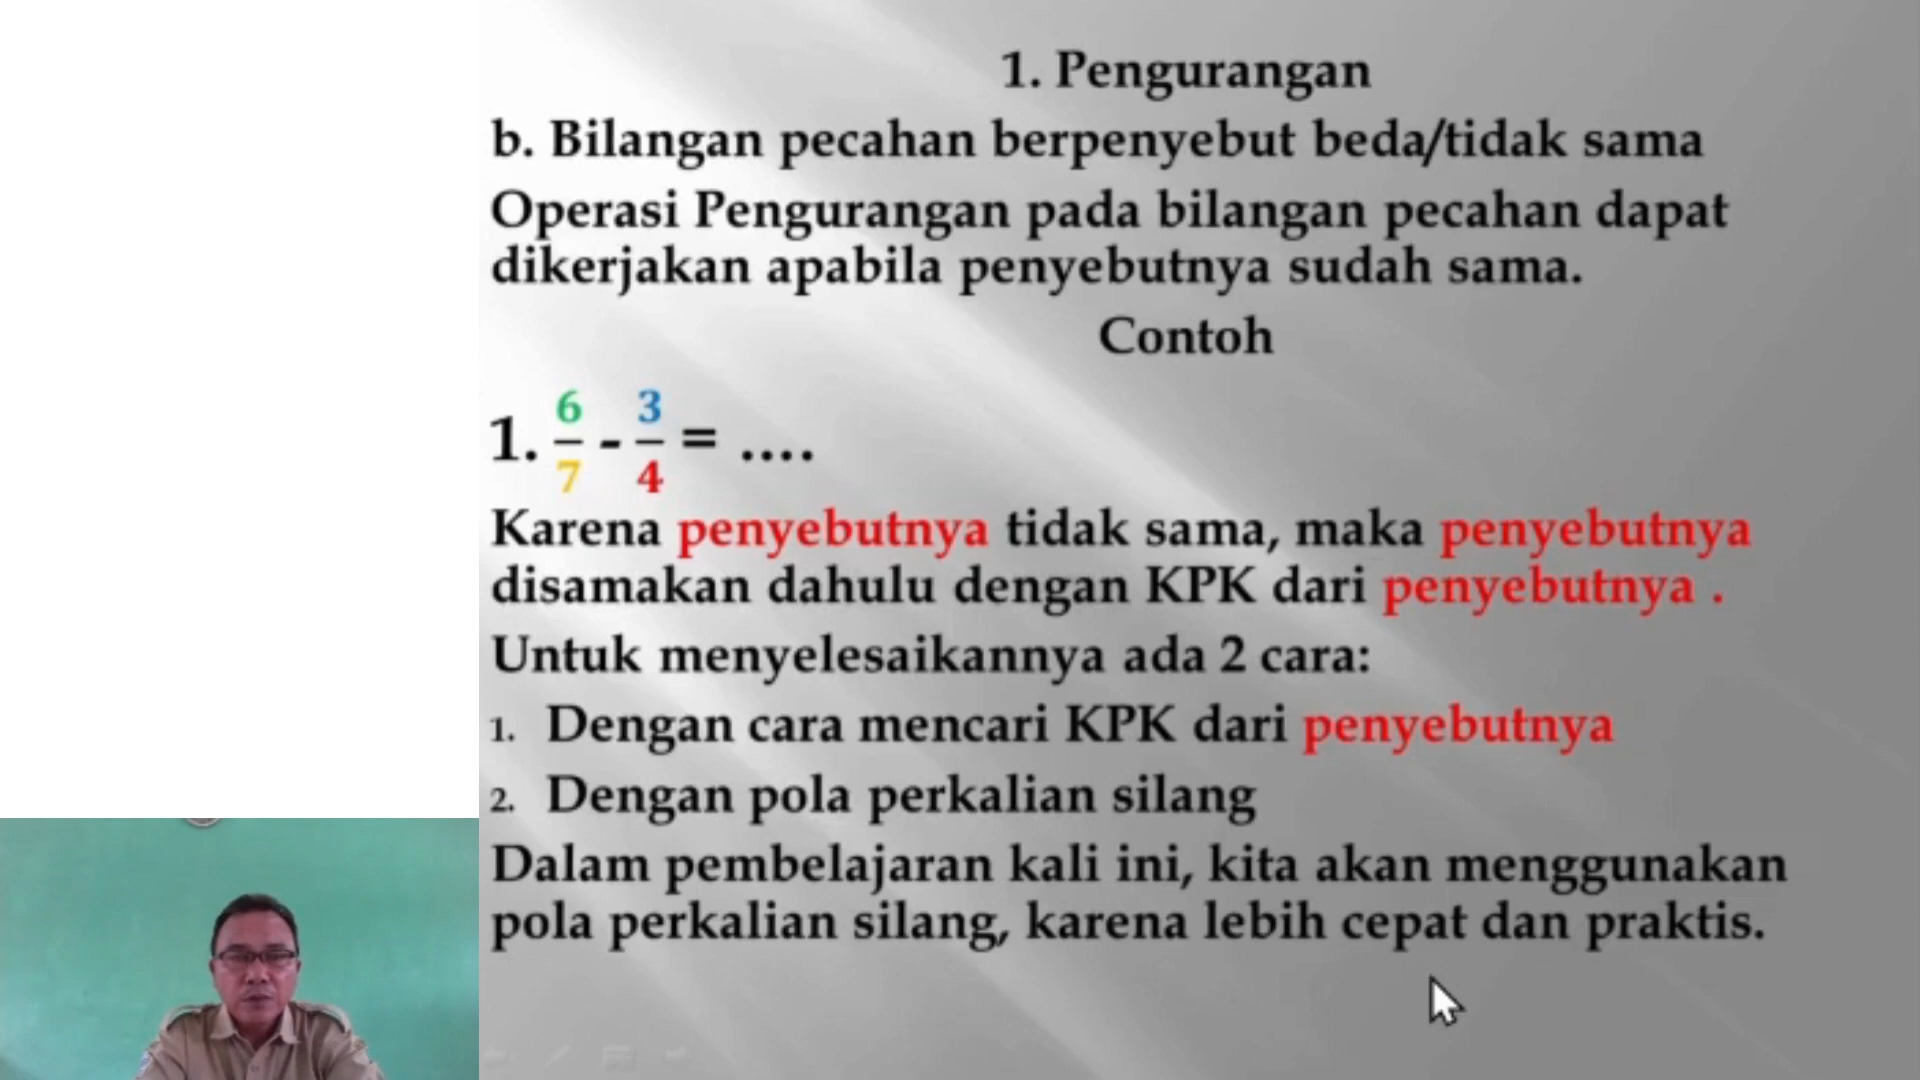 1. Pengurangan
b. Bilangan pecahan berpenyebut beda/tidak sama
Operasi Pengurangan pada bilangan pecahan dapat
dikerjakan apabila penyebutnya sudah sama.
Contoh
1. 6/7 - 3/4 = ....
Karena penyebutnya tidak sama, maka penyebutnya
disamakan dahulu dengan KPK dari penyebutnya .
Untuk menyelesaikannya ada 2 cara:
1. Dengan cara mencari KPK dari penyebutnya
2. Dengan pola perkalian silang
Dalam pembelajaran kali ini, kita akan menggunakan
pola perkalian silang, karena lebih cepat dan praktis.